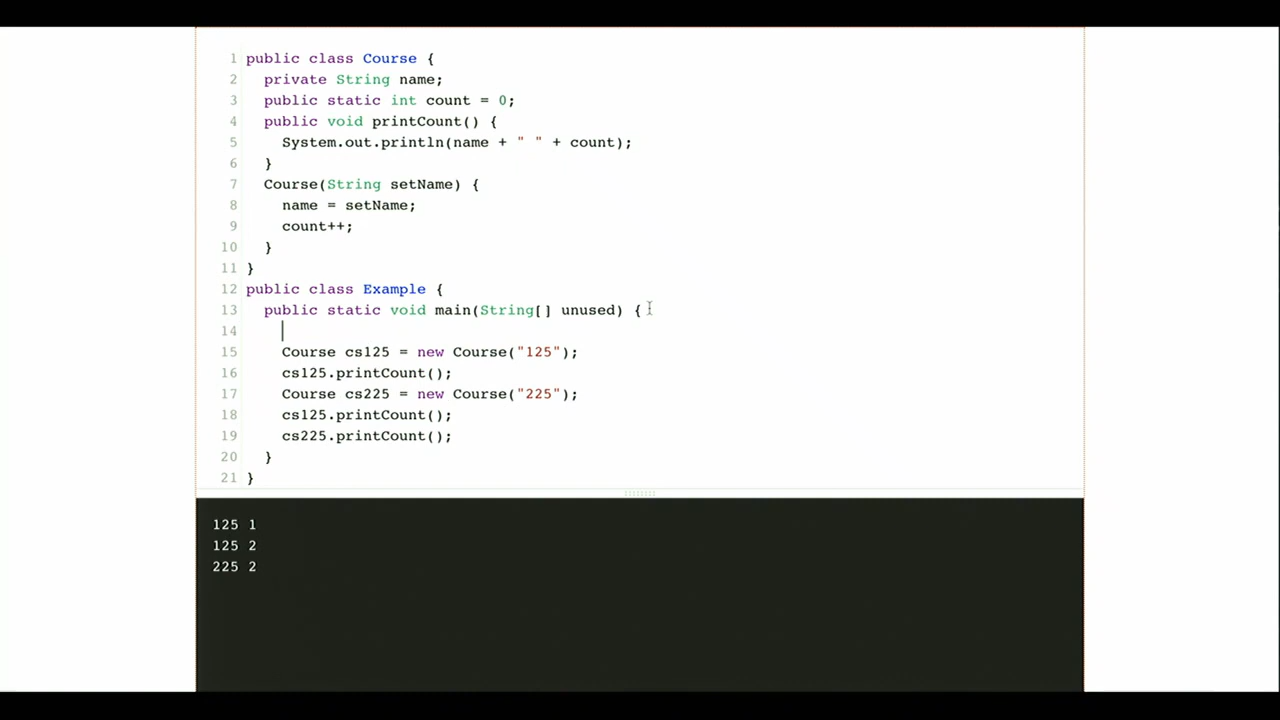 1 public class Course {
2 private String name;
3 public static int count = 0;
4 public void printCount() {
5 System.out.println(name + " " + count);
6 }
7 Course(String setName) {
8 name = setName;
9 count++;
10 }
11 }
12 public class Example {
13 public static void main(String[] unused) {
14
15 Course cs125 = new Course("125");
16 cs125.printCount();
17 Course cs225 = new Course("225");
18 cs125.printCount();
19 cs225.printCount();
20 }
21 }
125 1
125 2
225 2